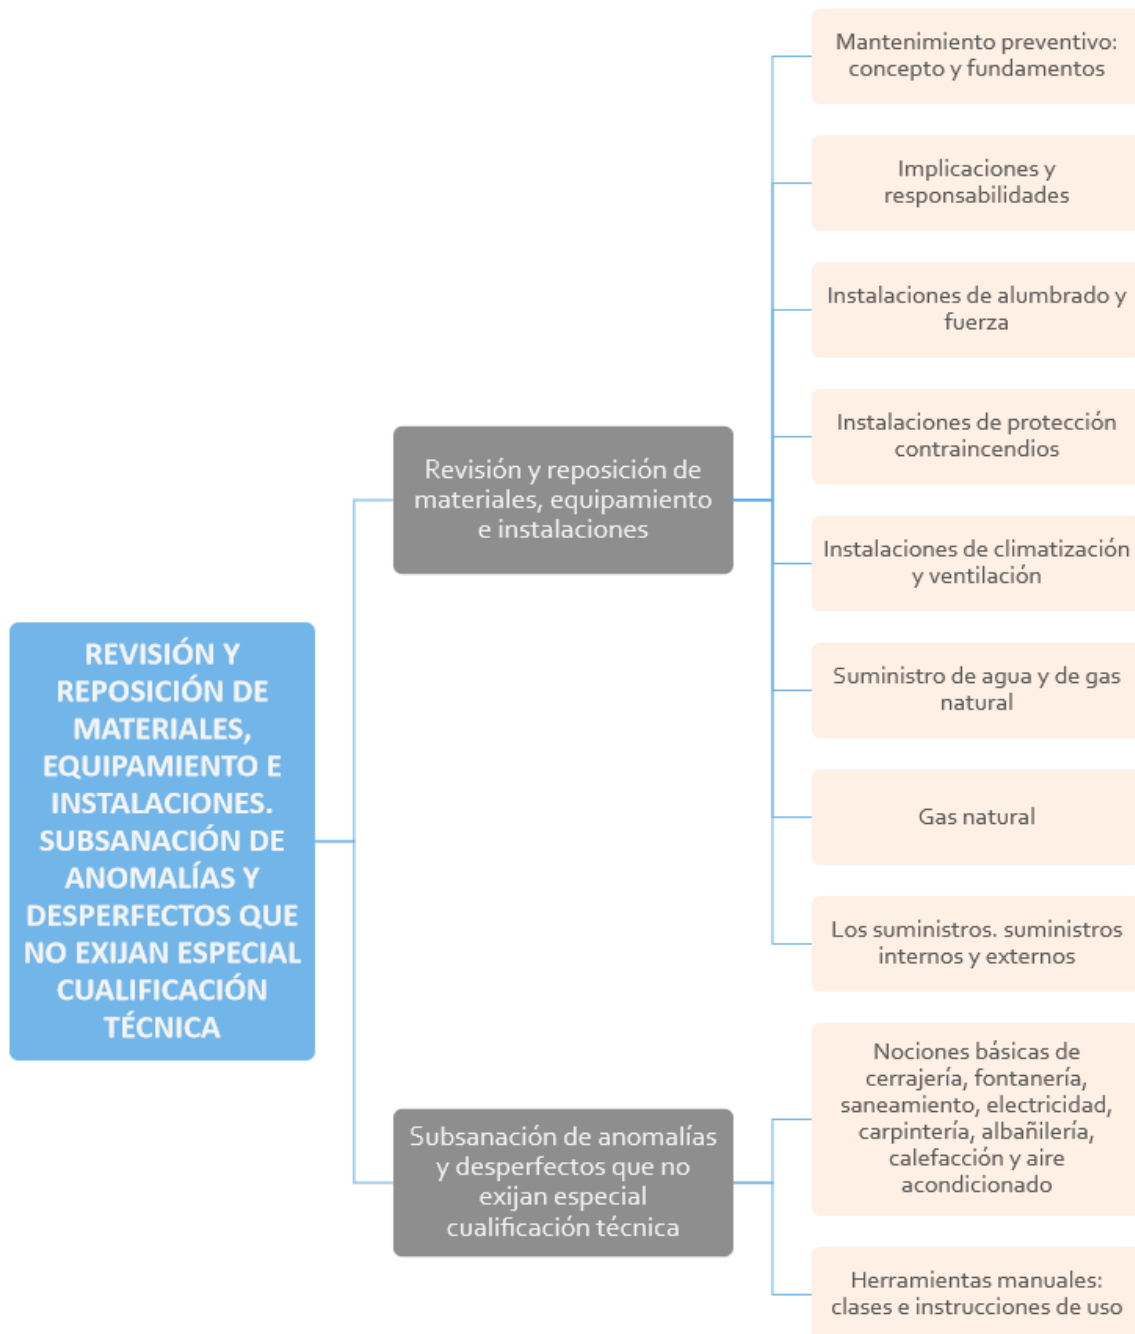 REVISIÓN Y
REPOSICIÓN DE
MATERIALES,
EQUIPAMIENTO E
INSTALACIONES.
SUBSANACIÓN DE
ANOMALÍAS Y
DESPERFECTOS QUE
NO EXIJAN ESPECIAL
CUALIFICACIÓN
TÉCNICA
Revisión y reposición de
materiales, equipamiento
e instalaciones
Mantenimiento preventivo:
concepto y fundamentos
Implicaciones y
responsabilidades
Instalaciones de alumbrado y
fuerza
Instalaciones de protección
contraincendios
Instalaciones de climatización
y ventilación
Suministro de agua y de gas
natural
Gas natural
Los suministros. suministros
internos y externos
Subsanación de anomalías
y desperfectos que no
exijan especial
cualificación técnica
Nociones básicas de
cerrajería, fontanería,
saneamiento, electricidad,
carpintería, albañilería,
calefacción y aire
acondicionado
Herramientas manuales:
clases e instrucciones de uso